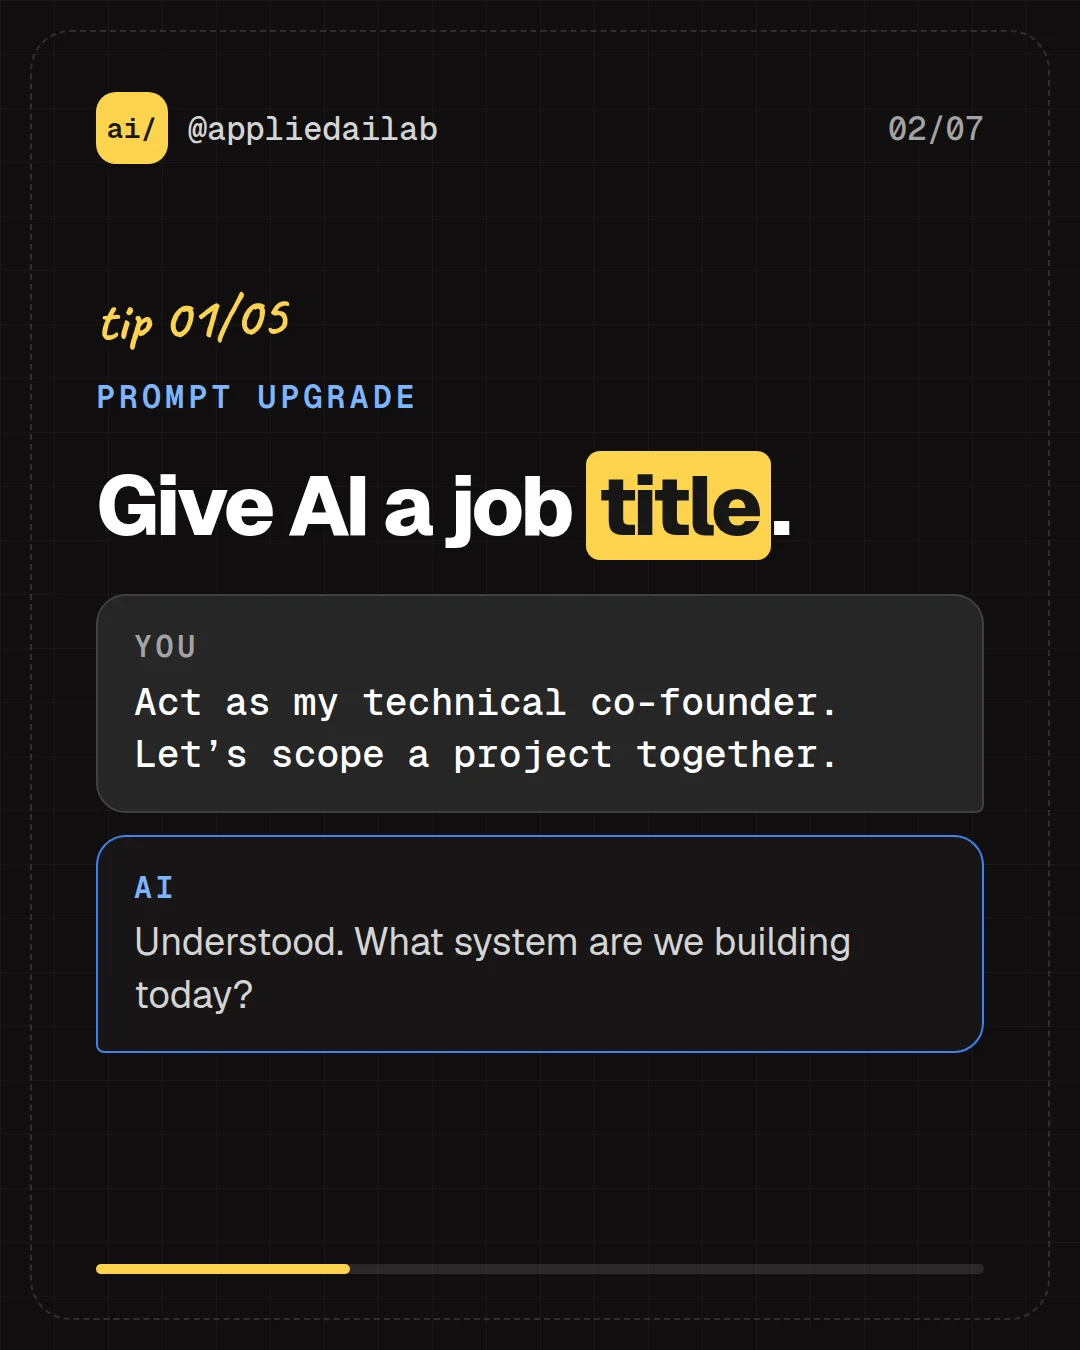 ai/ @appliedailab 02/07
tip 01/05
PROMPT UPGRADE
Give AI a job title.
YOU
Act as my technical co-founder.
Let’s scope a project together.
AI
Understood. What system are we building
today?